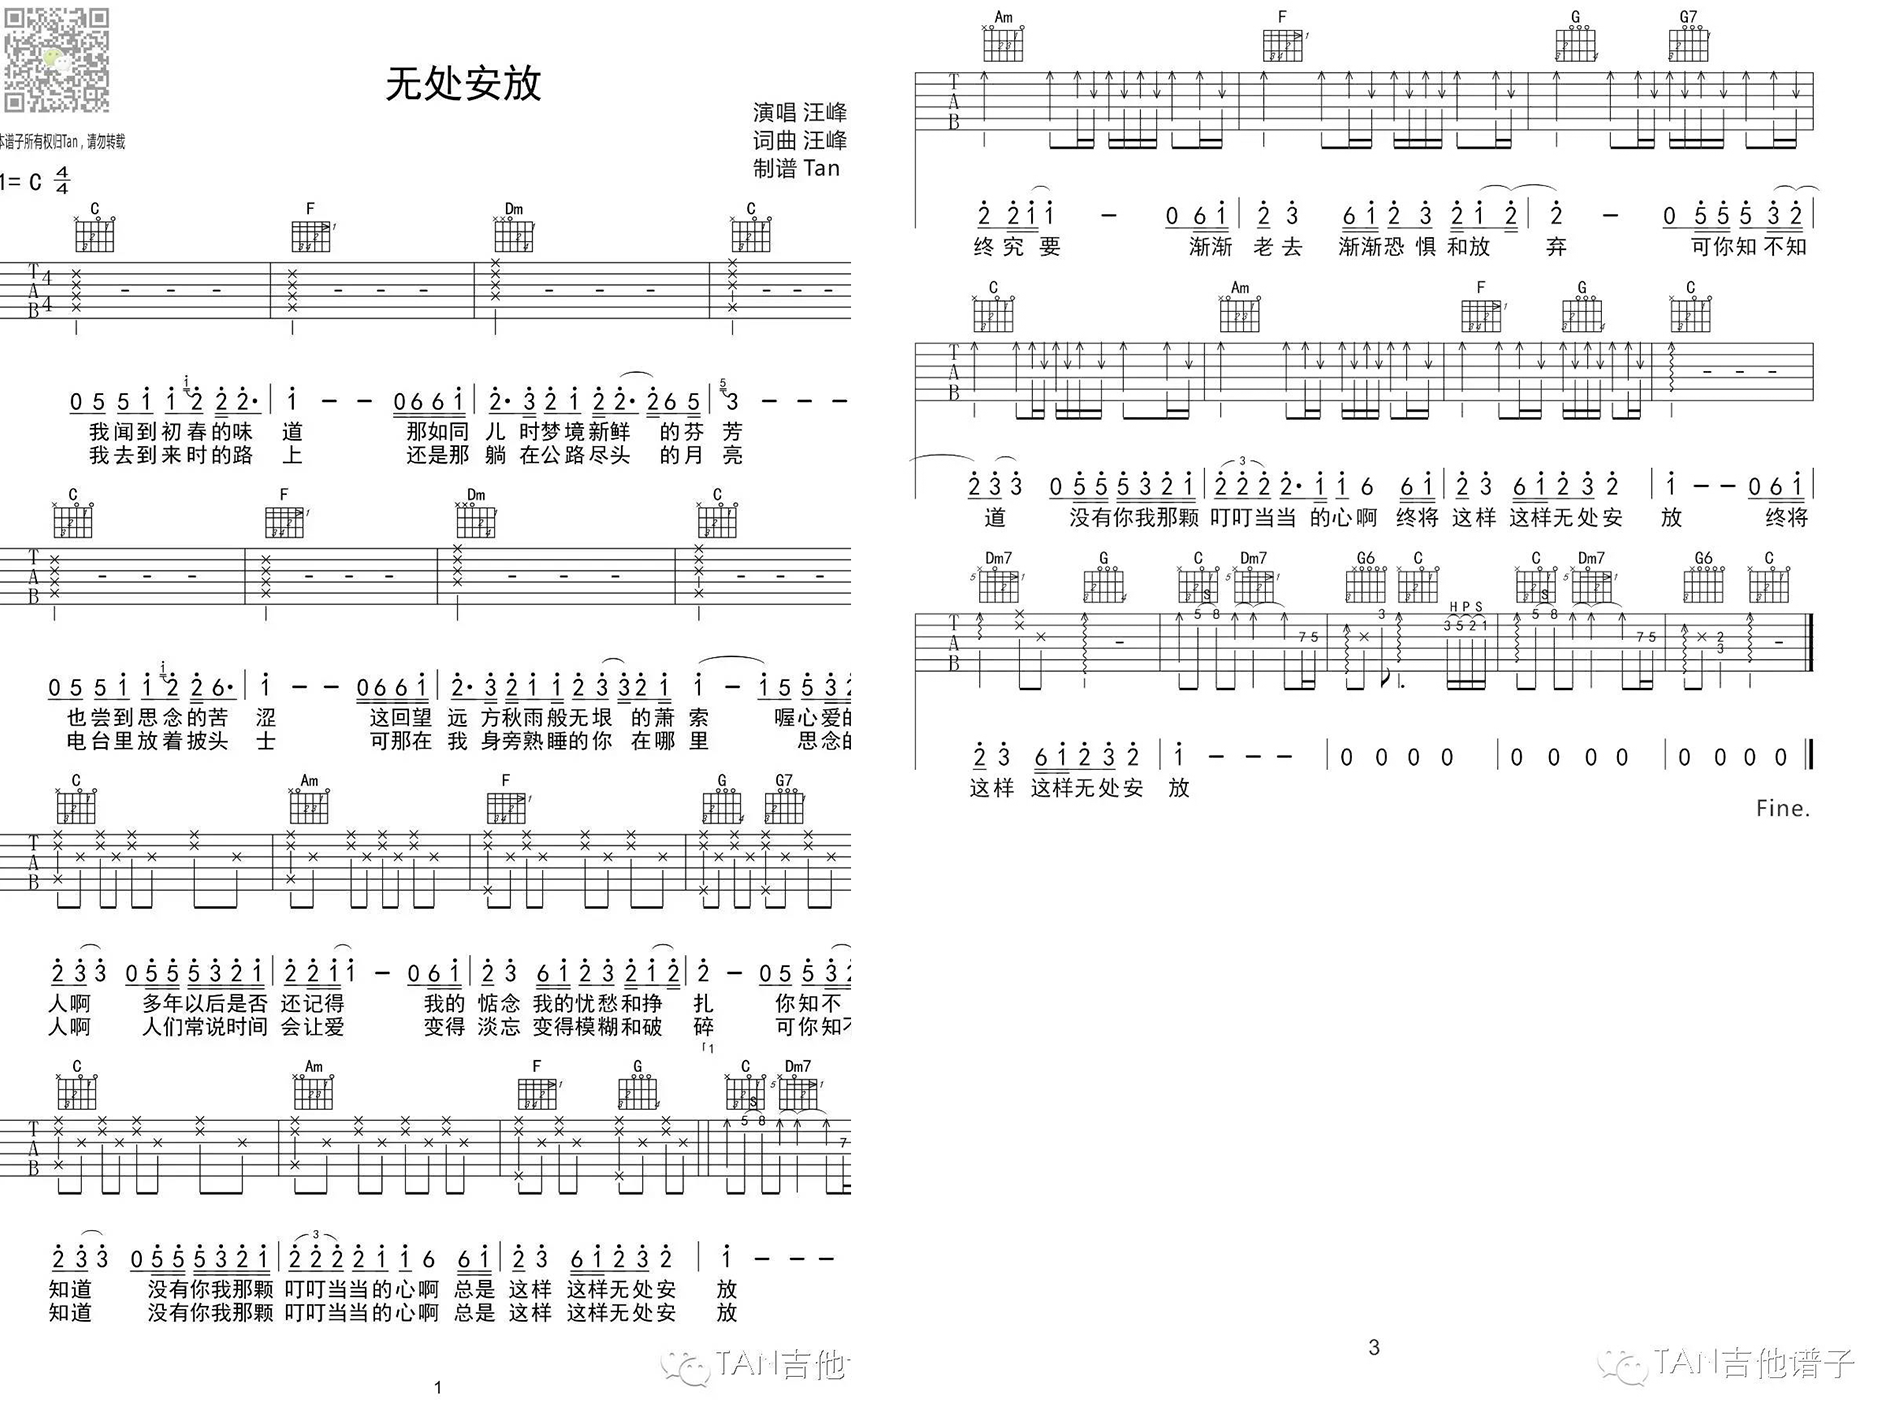 无处安放
演唱 汪峰
词曲 汪峰
制谱 Tan
本谱子所有权归Tan，请勿转载
1= C 4/4
C F Dm C
0 5 5 1 1 2 2 2· 1 – – 0 6 6 1 2· 3 2 1 2 2· 2 6 5 3 – – –
我闻到初春的味 道 那如同 儿 时梦境新鲜 的芬 芳
我去到来时的路 上 还是那 躺 在公路尽头 的月 亮
C F Dm C
0 5 5 1 1 2 2 6· 1 – – 0 6 6 1 2· 3 2 1 1 2 3 3 2 1 1 – 1 5 5 3
也尝到思念的苦 涩 这回望 远 方秋雨般无垠 的萧 索 喔心爱的
电台里放着披头 士 可那在 我 身旁熟睡的你 在哪 里 思念的
C Am F G G7
2 3 3 0 5 5 5 3 2 1 2 2 1 1 – 0 6 1 2 3 6 1 2 3 2 1 2 2 – 0 5 5 3
人啊 多年以后是否 还记得 我的 惦念 我的忧愁和挣 扎 你知不
人啊 人们常说时间 会让爱 变得 淡忘 变得模糊和破 碎 可你知不
「1
C Am F G C Dm7
2 3 3 0 5 5 5 3 2 1 2 2 2 2 1 1 6 6 1 2 3 6 1 2 3 2 1 – – –
知道 没有你我那颗 叮叮当当的心啊 总是 这样 这样无处安 放
知道 没有你我那颗 叮叮当当的心啊 总是 这样 这样无处安 放
TAN吉他
1
Am F G G7
2 2 1 1 – 0 6 1 2 3 6 1 2 3 2 1 2 2 – 0 5 5 5 3 2
终究要 渐渐 老去 渐渐恐惧和放 弃 可你知不知
C Am F G C
2 3 3 0 5 5 5 3 2 1 2 2 2 2· 1 1 6 6 1 2 3 6 1 2 3 2 1 – – 0 6 1
道 没有你我那颗 叮叮当当 的心啊 终将 这样 这样无处安 放 终将
Dm7 G C Dm7 G6 C C Dm7 G6 C
H P S
2 3 6 1 2 3 2 1 – – – 0 0 0 0 0 0 0 0 0 0 0 0
这样 这样无处安 放
Fine.
3
TAN吉他谱子